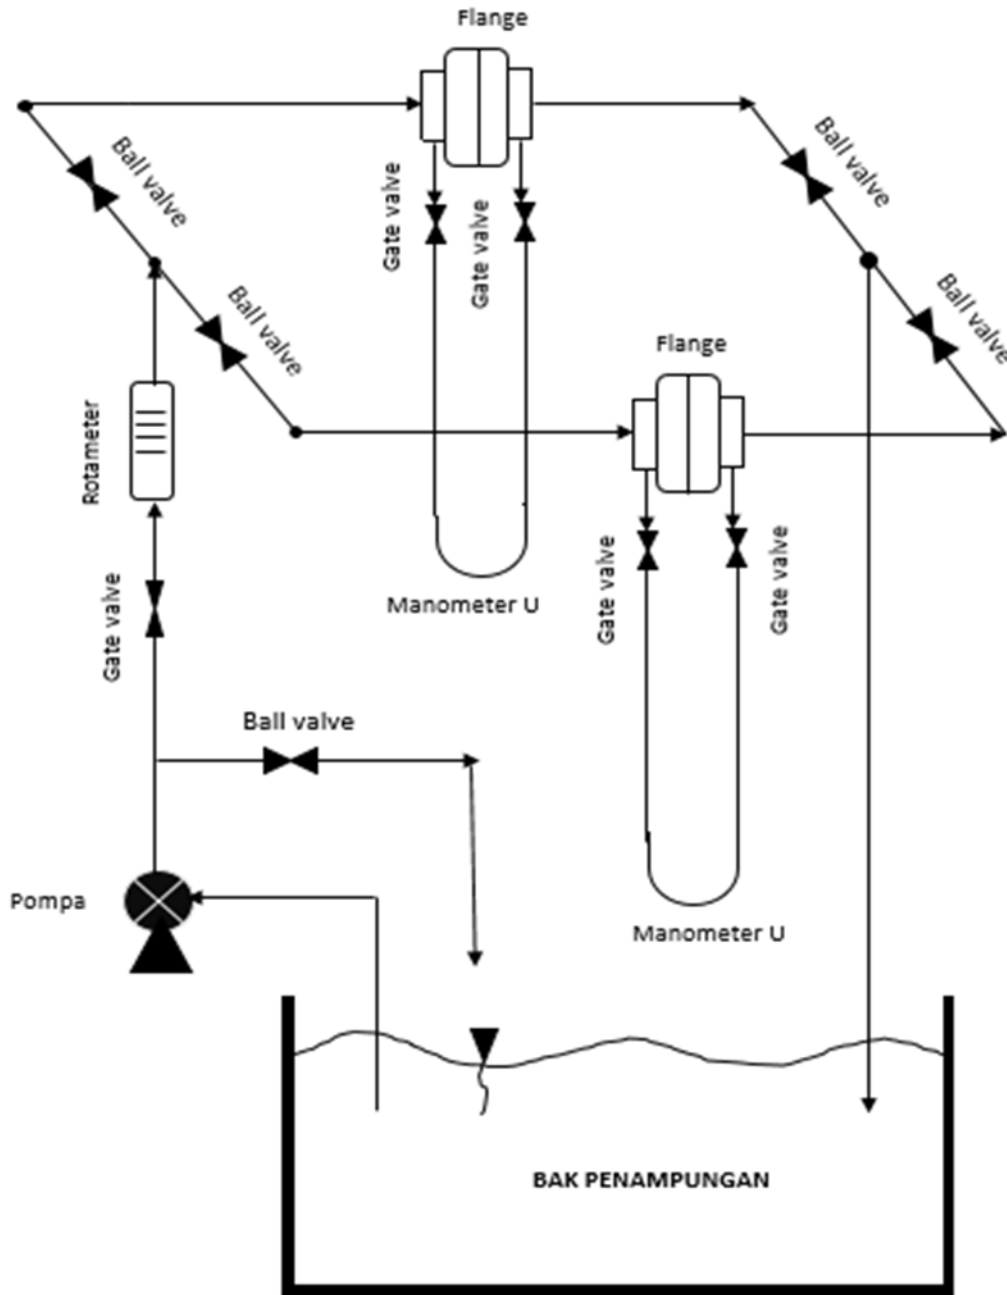 Flange
Ball valve
Ball valve
Gate valve
Gate valve
Ball valve
Ball valve
Flange
Rotameter
Gate valve
Manometer U
Gate valve
Gate valve
Ball valve
Pompa
Manometer U
BAK PENAMPUNGAN